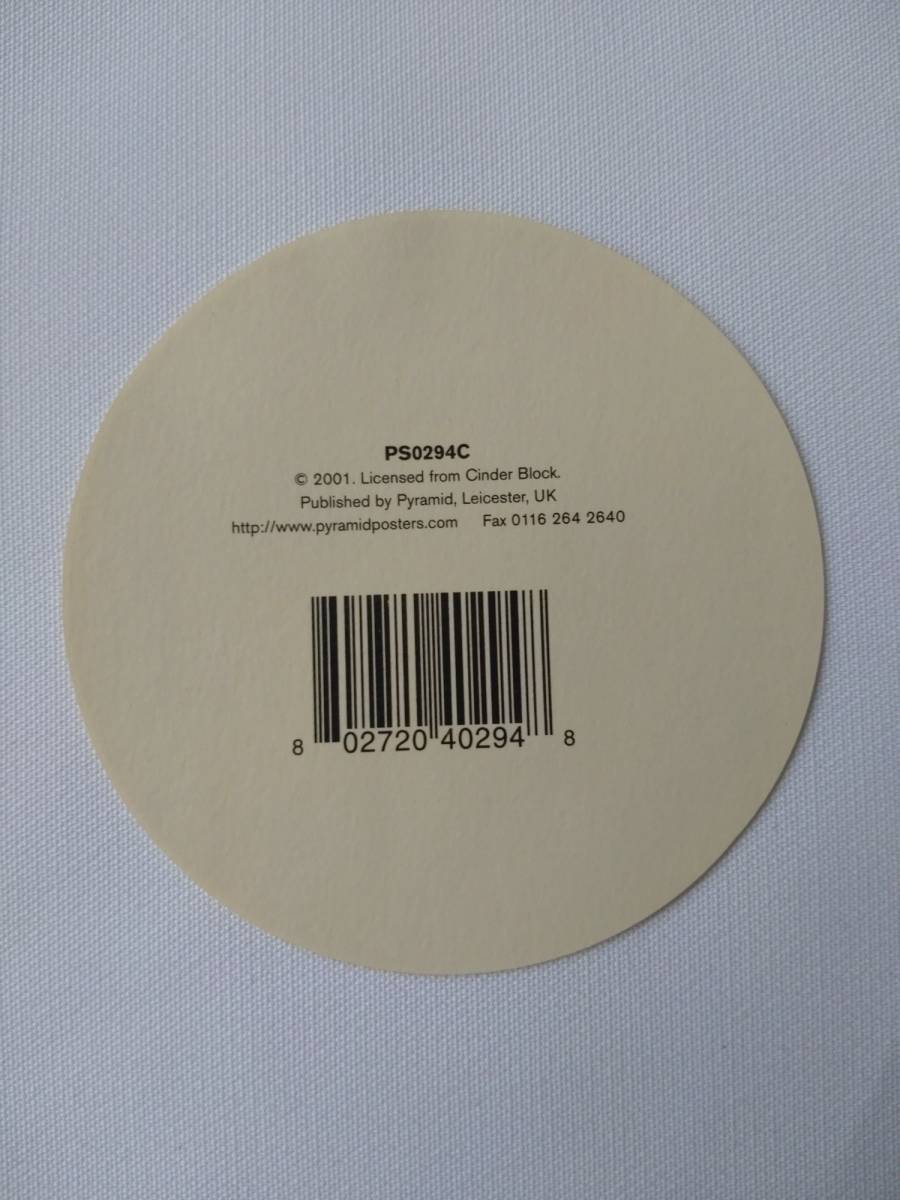 PS0294C
© 2001. Licensed from Cinder Block.
Published by Pyramid, Leicester, UK
http://www.pyramidposters.com Fax 0116 264 2640
8 02720 40294 8